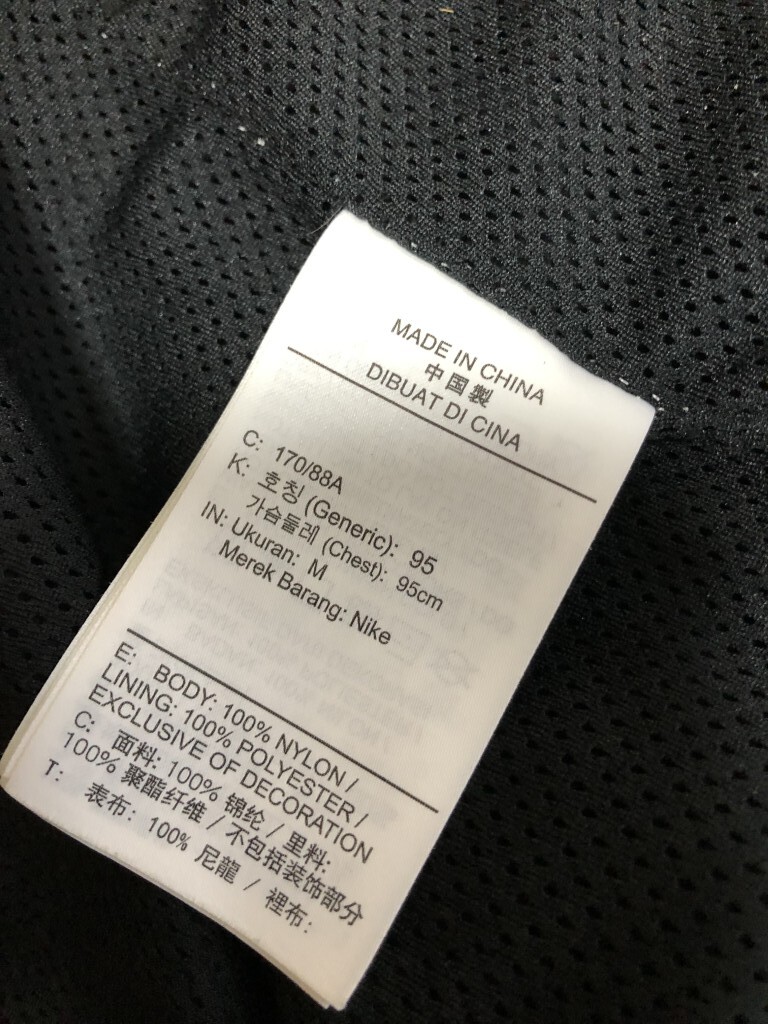 MADE IN CHINA
中国製
DIBUAT DI CINA
C: 170/88A
K: 호칭 (Generic): 95
가슴둘레 (Chest): 95cm
IN: Ukuran: M
Merek Barang: Nike
E: BODY: 100% NYLON /
LINING: 100% POLYESTER /
EXCLUSIVE OF DECORATION
C: 面料: 100% 锦纶 / 里料:
100% 聚酯纤维 / 不包括装饰部分
T: 表布: 100% 尼龍 / 裡布: